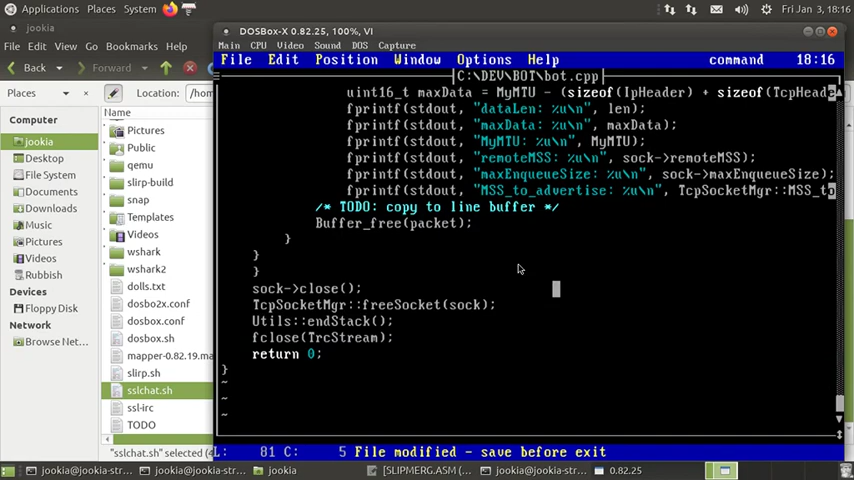 Applications Places System
Fri Jan 3, 18:16
jookia
File Edit View Go Bookmarks
Back Forward
Places
Location: /hom
Computer
jookia
Desktop
File System
Documents
Downloads
Music
Pictures
Videos
Rubbish
Devices
Floppy Disk
Network
Browse Net...
Name
Pictures
Public
qemu
slirp-build
snap
Templates
Videos
wshark
wshark2
dolls.txt
dosbo2x.conf
dosbox.conf
dosbox.sh
mapper-0.82.19.ma
slirp.sh
sslchat.sh
ssl-irc
TODO
"sslchat.sh" selected (4
DOSBox-X 0.82.25, 100%, VI
Main CPU Video Sound DOS Capture
File Edit Position Window Options Help command 18:16
C:\DEV\BOT\bot.cpp
uint16_t maxData = MyMTU - (sizeof(IpHeader) + sizeof(TcpHeade
fprintf(stdout, "dataLen: %u\n", len);
fprintf(stdout, "maxData: %u\n", maxData);
fprintf(stdout, "MyMTU: %u\n", MyMTU);
fprintf(stdout, "remoteMSS: %u\n", sock->remoteMSS);
fprintf(stdout, "maxEnqueueSize: %u\n", sock->maxEnqueueSize);
fprintf(stdout, "MSS_to_advertise: %u\n", TcpSocketMgr::MSS_to
/* TODO: copy to line buffer */
Buffer_free(packet);
}
}
}
sock->close();
TcpSocketMgr::freeSocket(sock);
Utils::endStack();
fclose(TrcStream);
return 0;
}
~
~
~
L: 81 C: 5 File modified - save before exit
jookia@jookia-str... jookia@jookia-str... jookia [SLIPMERG.ASM (... jookia@jookia-str... 0.82.25